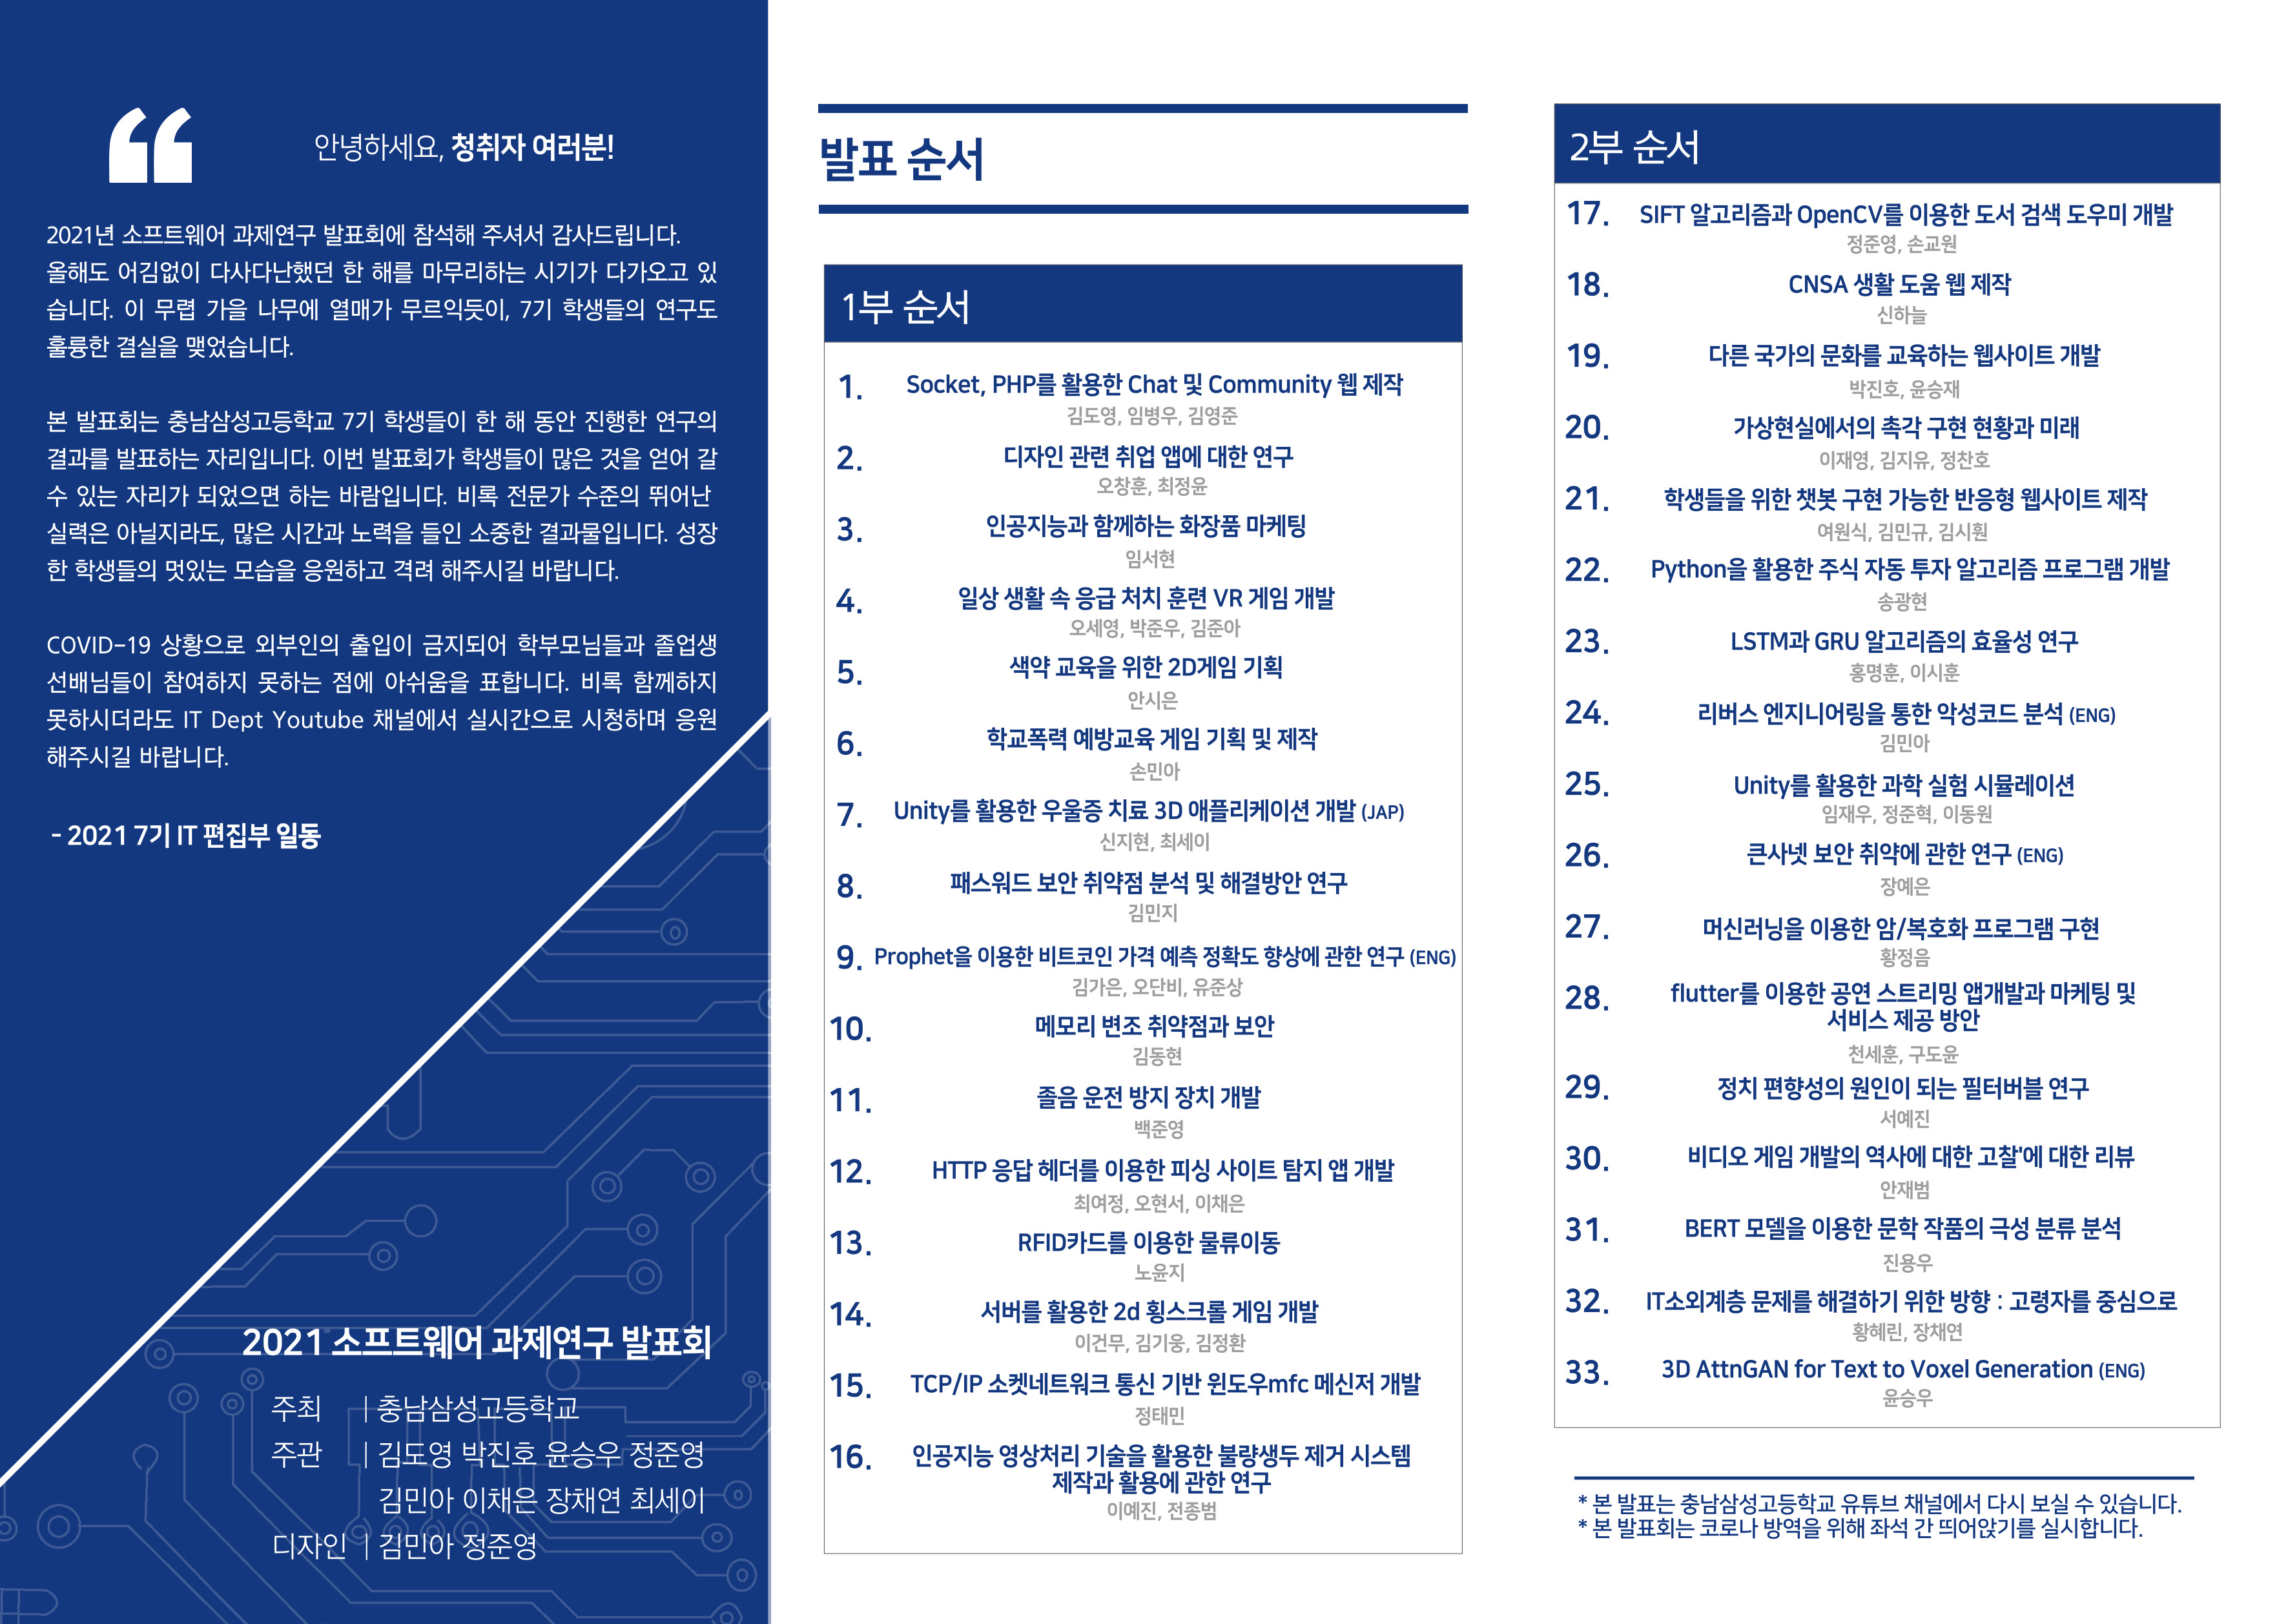 안녕하세요, 청취자 여러분!
2021년 소프트웨어 과제연구 발표회에 참석해 주셔서 감사드립니다.
올해도 어김없이 다사다난했던 한 해를 마무리하는 시기가 다가오고 있
습니다. 이 무렵 가을 나무에 열매가 무르익듯이, 7기 학생들의 연구도
훌륭한 결실을 맺었습니다.
본 발표회는 충남삼성고등학교 7기 학생들이 한 해 동안 진행한 연구의
결과를 발표하는 자리입니다. 이번 발표회가 학생들이 많은 것을 얻어 갈
수 있는 자리가 되었으면 하는 바람입니다. 비록 전문가 수준의 뛰어난
실력은 아닐지라도, 많은 시간과 노력을 들인 소중한 결과물입니다. 성장
한 학생들의 멋있는 모습을 응원하고 격려 해주시길 바랍니다.
COVID-19 상황으로 외부인의 출입이 금지되어 학부모님들과 졸업생
선배님들이 참여하지 못하는 점에 아쉬움을 표합니다. 비록 함께하지
못하시더라도 IT Dept Youtube 채널에서 실시간으로 시청하며 응원
해주시길 바랍니다.
- 2021 7기 IT 편집부 일동
2021 소프트웨어 과제연구 발표회
주최 | 충남삼성고등학교
주관 | 김도영 박진호 윤승우 정준영
김민아 이채은 장채연 최세이
디자인 | 김민아 정준영
발표 순서
1부 순서
1. Socket, PHP를 활용한 Chat 및 Community 웹 제작
김도영, 임병우, 김영준
2. 디자인 관련 취업 앱에 대한 연구
오창훈, 최정윤
3. 인공지능과 함께하는 화장품 마케팅
임서현
4. 일상 생활 속 응급 처치 훈련 VR 게임 개발
오세영, 박준우, 김준아
5. 색약 교육을 위한 2D게임 기획
안시은
6. 학교폭력 예방교육 게임 기획 및 제작
손민아
7. Unity를 활용한 우울증 치료 3D 애플리케이션 개발 (JAP)
신지현, 최세이
8. 패스워드 보안 취약점 분석 및 해결방안 연구
김민지
9. Prophet을 이용한 비트코인 가격 예측 정확도 향상에 관한 연구 (ENG)
김가은, 오단비, 유준상
10. 메모리 변조 취약점과 보안
김동현
11. 졸음 운전 방지 장치 개발
백준영
12. HTTP 응답 헤더를 이용한 피싱 사이트 탐지 앱 개발
최여정, 오현서, 이채은
13. RFID카드를 이용한 물류이동
노윤지
14. 서버를 활용한 2d 횡스크롤 게임 개발
이건무, 김기웅, 김정환
15. TCP/IP 소켓네트워크 통신 기반 윈도우mfc 메신저 개발
정태민
16. 인공지능 영상처리 기술을 활용한 불량생두 제거 시스템
제작과 활용에 관한 연구
이예진, 전종범
2부 순서
17. SIFT 알고리즘과 OpenCV를 이용한 도서 검색 도우미 개발
정준영, 손교원
18. CNSA 생활 도움 웹 제작
신하늘
19. 다른 국가의 문화를 교육하는 웹사이트 개발
박진호, 윤승재
20. 가상현실에서의 촉각 구현 현황과 미래
이재영, 김지유, 정찬호
21. 학생들을 위한 챗봇 구현 가능한 반응형 웹사이트 제작
여원식, 김민규, 김시훤
22. Python을 활용한 주식 자동 투자 알고리즘 프로그램 개발
송광현
23. LSTM과 GRU 알고리즘의 효율성 연구
홍명훈, 이시훈
24. 리버스 엔지니어링을 통한 악성코드 분석 (ENG)
김민아
25. Unity를 활용한 과학 실험 시뮬레이션
임재우, 정준혁, 이동원
26. 큰사넷 보안 취약에 관한 연구 (ENG)
장예은
27. 머신러닝을 이용한 암/복호화 프로그램 구현
황정음
28. flutter를 이용한 공연 스트리밍 앱개발과 마케팅 및
서비스 제공 방안
천세훈, 구도윤
29. 정치 편향성의 원인이 되는 필터버블 연구
서예진
30. 비디오 게임 개발의 역사에 대한 고찰'에 대한 리뷰
안재범
31. BERT 모델을 이용한 문학 작품의 극성 분류 분석
진용우
32. IT소외계층 문제를 해결하기 위한 방향 : 고령자를 중심으로
황혜린, 장채연
33. 3D AttnGAN for Text to Voxel Generation (ENG)
윤승우
* 본 발표는 충남삼성고등학교 유튜브 채널에서 다시 보실 수 있습니다.
* 본 발표회는 코로나 방역을 위해 좌석 간 띄어앉기를 실시합니다.